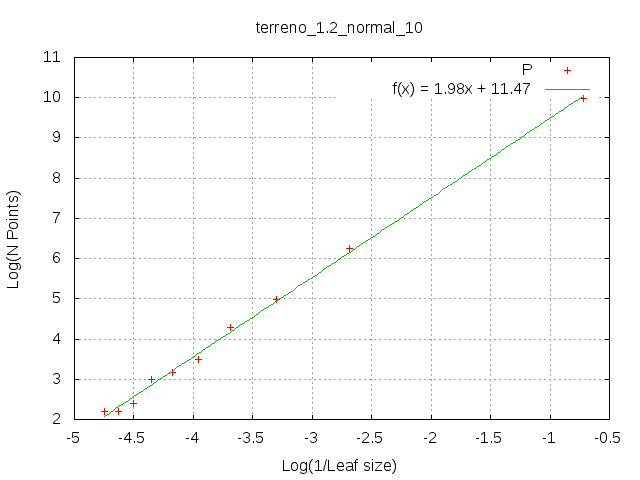 terreno_1.2_normal_10
P
f(x) = 1.98x + 11.47
11
10
9
8
7
6
5
4
3
2
Log(N Points)
-5 -4.5 -4 -3.5 -3 -2.5 -2 -1.5 -1 -0.5
Log(1/Leaf size)